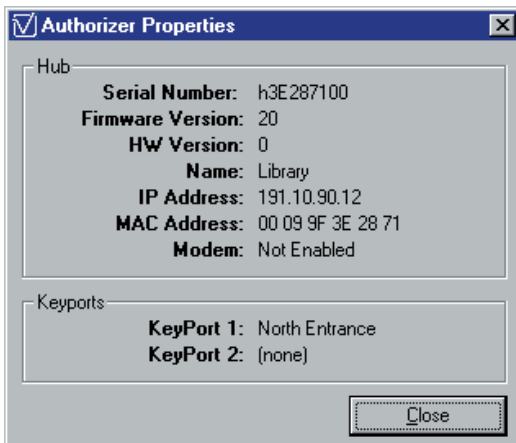 Authorizer Properties
Hub
Serial Number: h3E287100
Firmware Version: 20
HW Version: 0
Name: Library
IP Address: 191.10.90.12
MAC Address: 00 09 9F 3E 28 71
Modem: Not Enabled
Keyports
KeyPort 1: North Entrance
KeyPort 2: (none)
Close